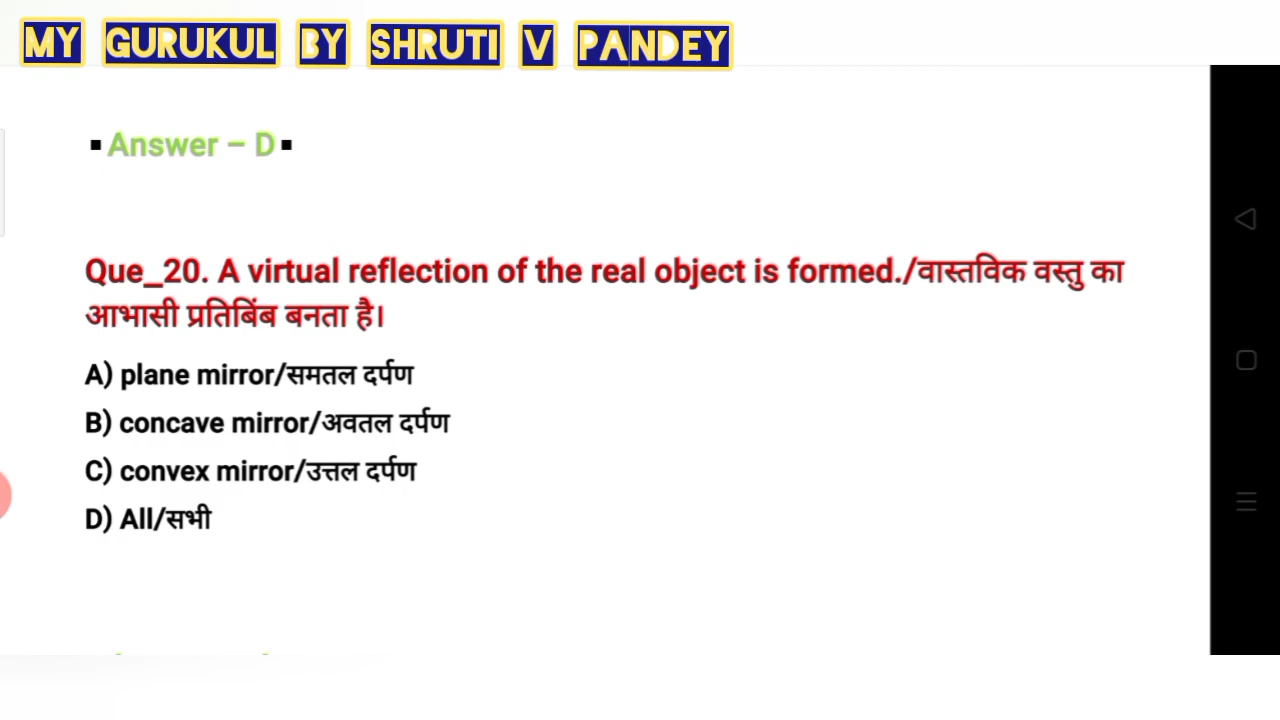 MY GURUKUL BY SHRUTI V PANDEY
▪Answer – D▪
Que_20. A virtual reflection of the real object is formed./वास्तविक वस्तु का
आभासी प्रतिबिंब बनता है।
A) plane mirror/समतल दर्पण
B) concave mirror/अवतल दर्पण
C) convex mirror/उत्तल दर्पण
D) All/सभी